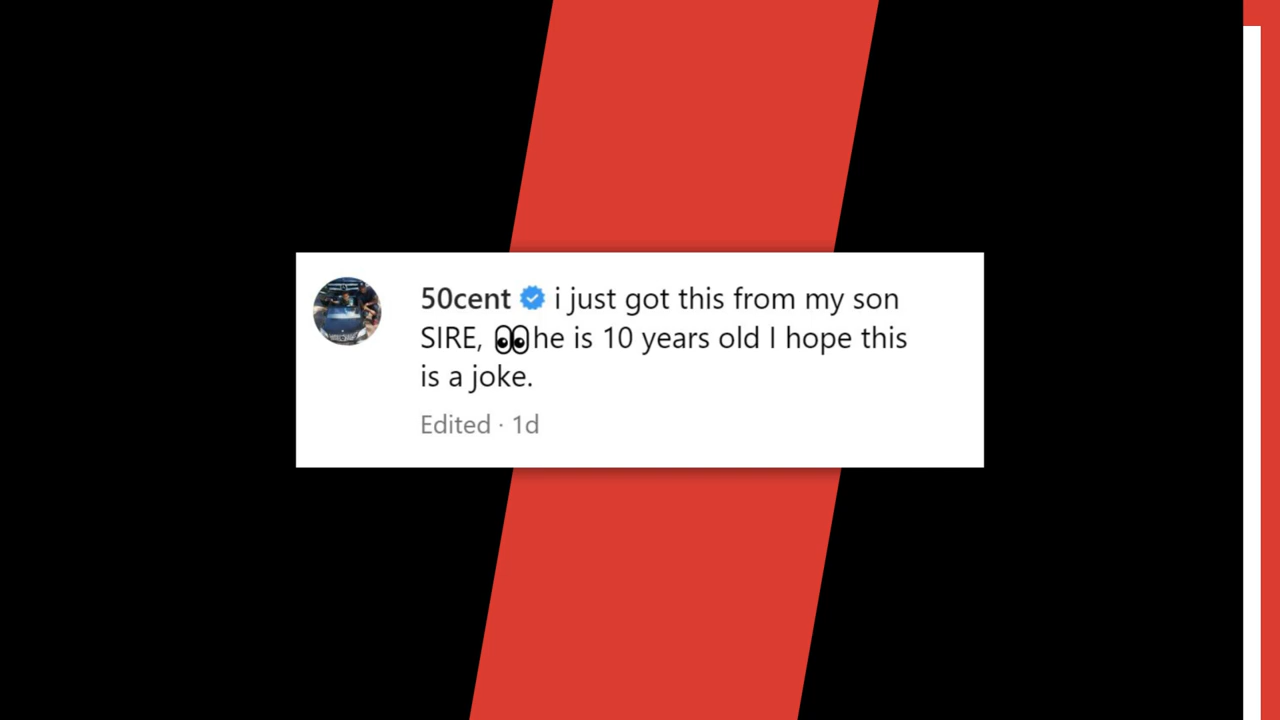 50cent i just got this from my son
SIRE, 👀he is 10 years old I hope this
is a joke.
Edited · 1d